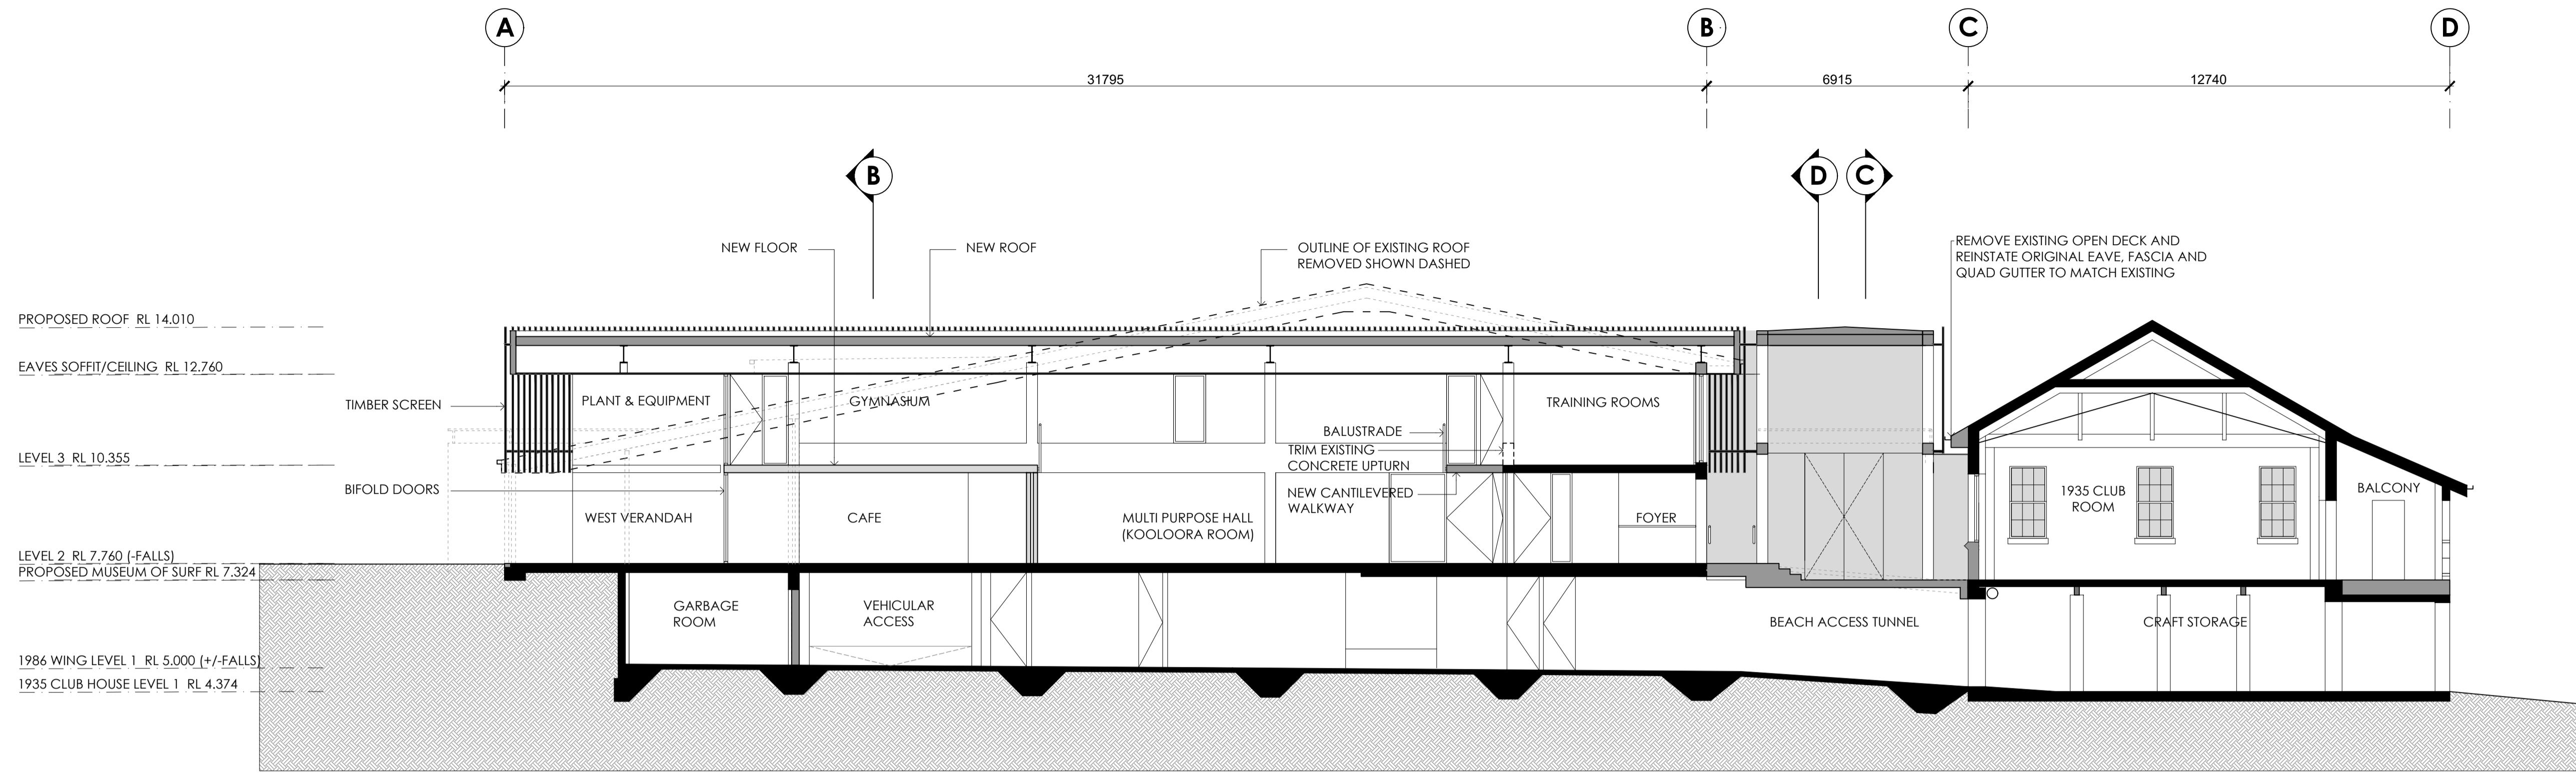 A
B
C
D
31795
6915
12740
B
D
C
NEW FLOOR
NEW ROOF
OUTLINE OF EXISTING ROOF
REMOVED SHOWN DASHED
REMOVE EXISTING OPEN DECK AND
REINSTATE ORIGINAL EAVE, FASCIA AND
QUAD GUTTER TO MATCH EXISTING
PROPOSED ROOF RL 14.010
EAVES SOFFIT/CEILING RL 12.760
TIMBER SCREEN
PLANT & EQUIPMENT
GYMNASIUM
TRAINING ROOMS
BALUSTRADE
TRIM EXISTING
CONCRETE UPTURN
LEVEL 3 RL 10.355
BIFOLD DOORS
NEW CANTILEVERED
WALKWAY
WEST VERANDAH
CAFE
MULTI PURPOSE HALL
(KOOLOORA ROOM)
FOYER
1935 CLUB
ROOM
BALCONY
LEVEL 2 RL 7.760 (-FALLS)
PROPOSED MUSEUM OF SURF RL 7.324
GARBAGE
ROOM
VEHICULAR
ACCESS
BEACH ACCESS TUNNEL
CRAFT STORAGE
1986 WING LEVEL 1 RL 5.000 (+/-FALLS)
1935 CLUB HOUSE LEVEL 1 RL 4.374